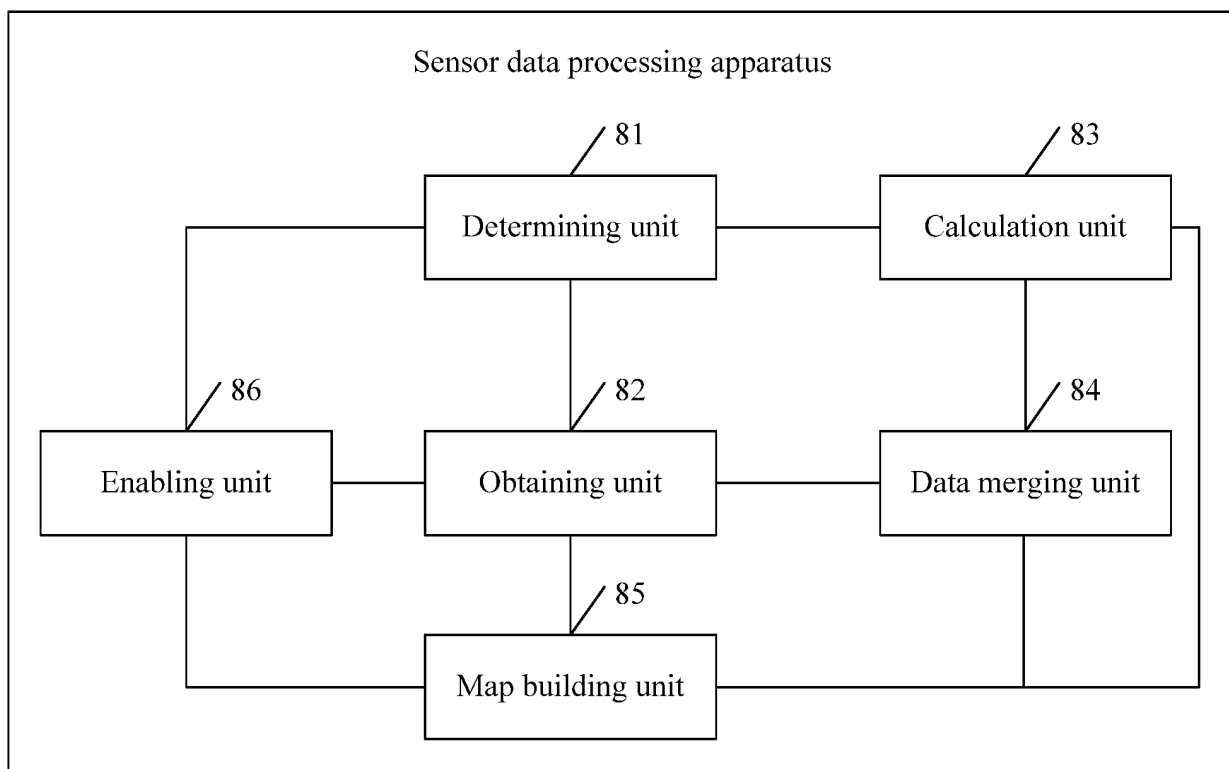 Sensor data processing apparatus
81
83
Determining unit
Calculation unit
86
82
84
Enabling unit
Obtaining unit
Data merging unit
85
Map building unit